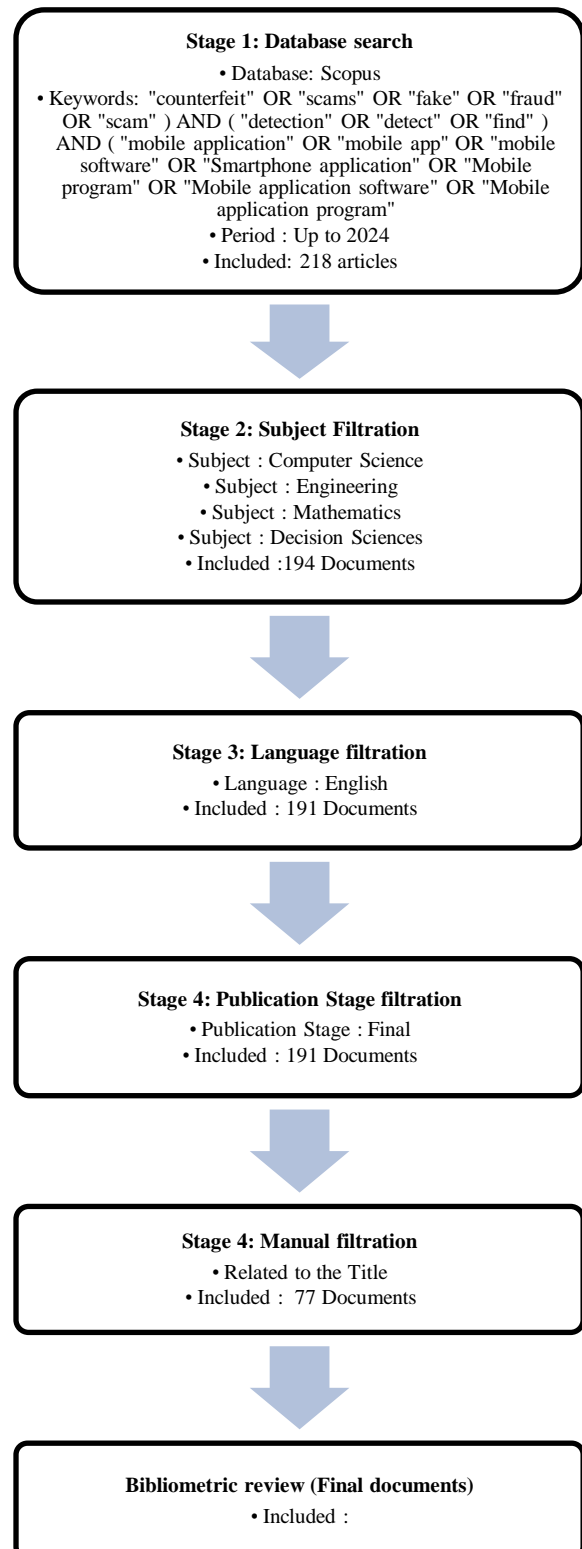 Stage 1: Database search
• Database: Scopus
• Keywords: "counterfeit" OR "scams" OR "fake" OR "fraud"
OR "scam" ) AND ( "detection" OR "detect" OR "find" )
AND ( "mobile application" OR "mobile app" OR "mobile
software" OR "Smartphone application" OR "Mobile
program" OR "Mobile application software" OR "Mobile
application program"
• Period : Up to 2024
• Included: 218 articles
Stage 2: Subject Filtration
• Subject : Computer Science
• Subject : Engineering
• Subject : Mathematics
• Subject : Decision Sciences
• Included :194 Documents
Stage 3: Language filtration
• Language : English
• Included : 191 Documents
Stage 4: Publication Stage filtration
• Publication Stage : Final
• Included : 191 Documents
Stage 4: Manual filtration
• Related to the Title
• Included : 77 Documents
Bibliometric review (Final documents)
• Included :